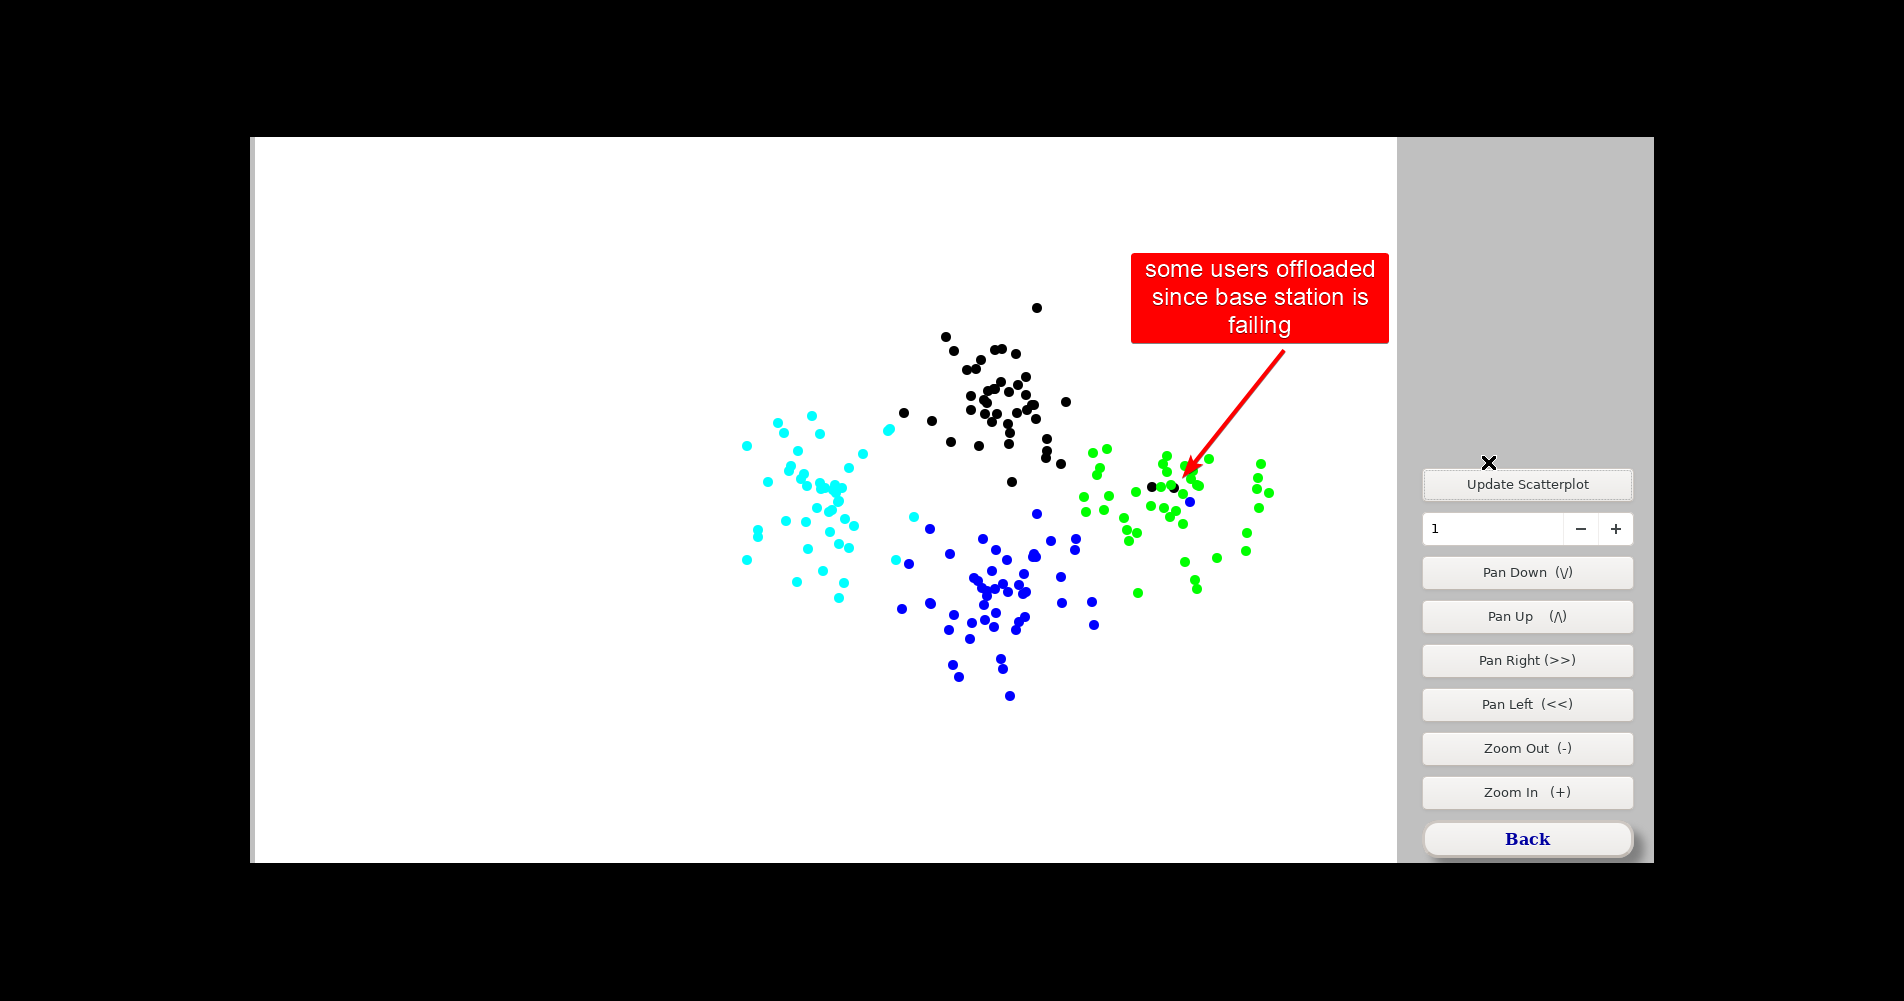 some users offloaded
since base station is
failing
Update Scatterplot
1
Pan Down (\/)
Pan Up (/\)
Pan Right (>>)
Pan Left (<<)
Zoom Out (-)
Zoom In (+)
Back